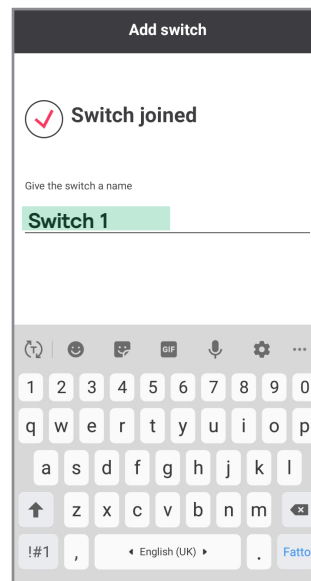 Add switch
Switch joined
Give the switch a name
Switch 1
T GIF
1 2 3 4 5 6 7 8 9 0
q w e r t y u i o p
a s d f g h j k l
z x c v b n m
!#1 , English (UK) . Fatto